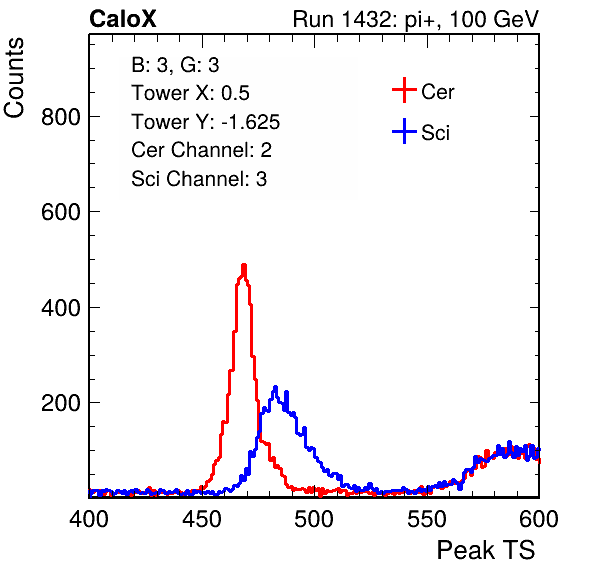 CaloX Run 1432: pi+, 100 GeV
Counts
B: 3, G: 3
Tower X: 0.5
Tower Y: -1.625
Cer Channel: 2
Sci Channel: 3
Cer
Sci
800
600
400
200
400 450 500 550 600
Peak TS